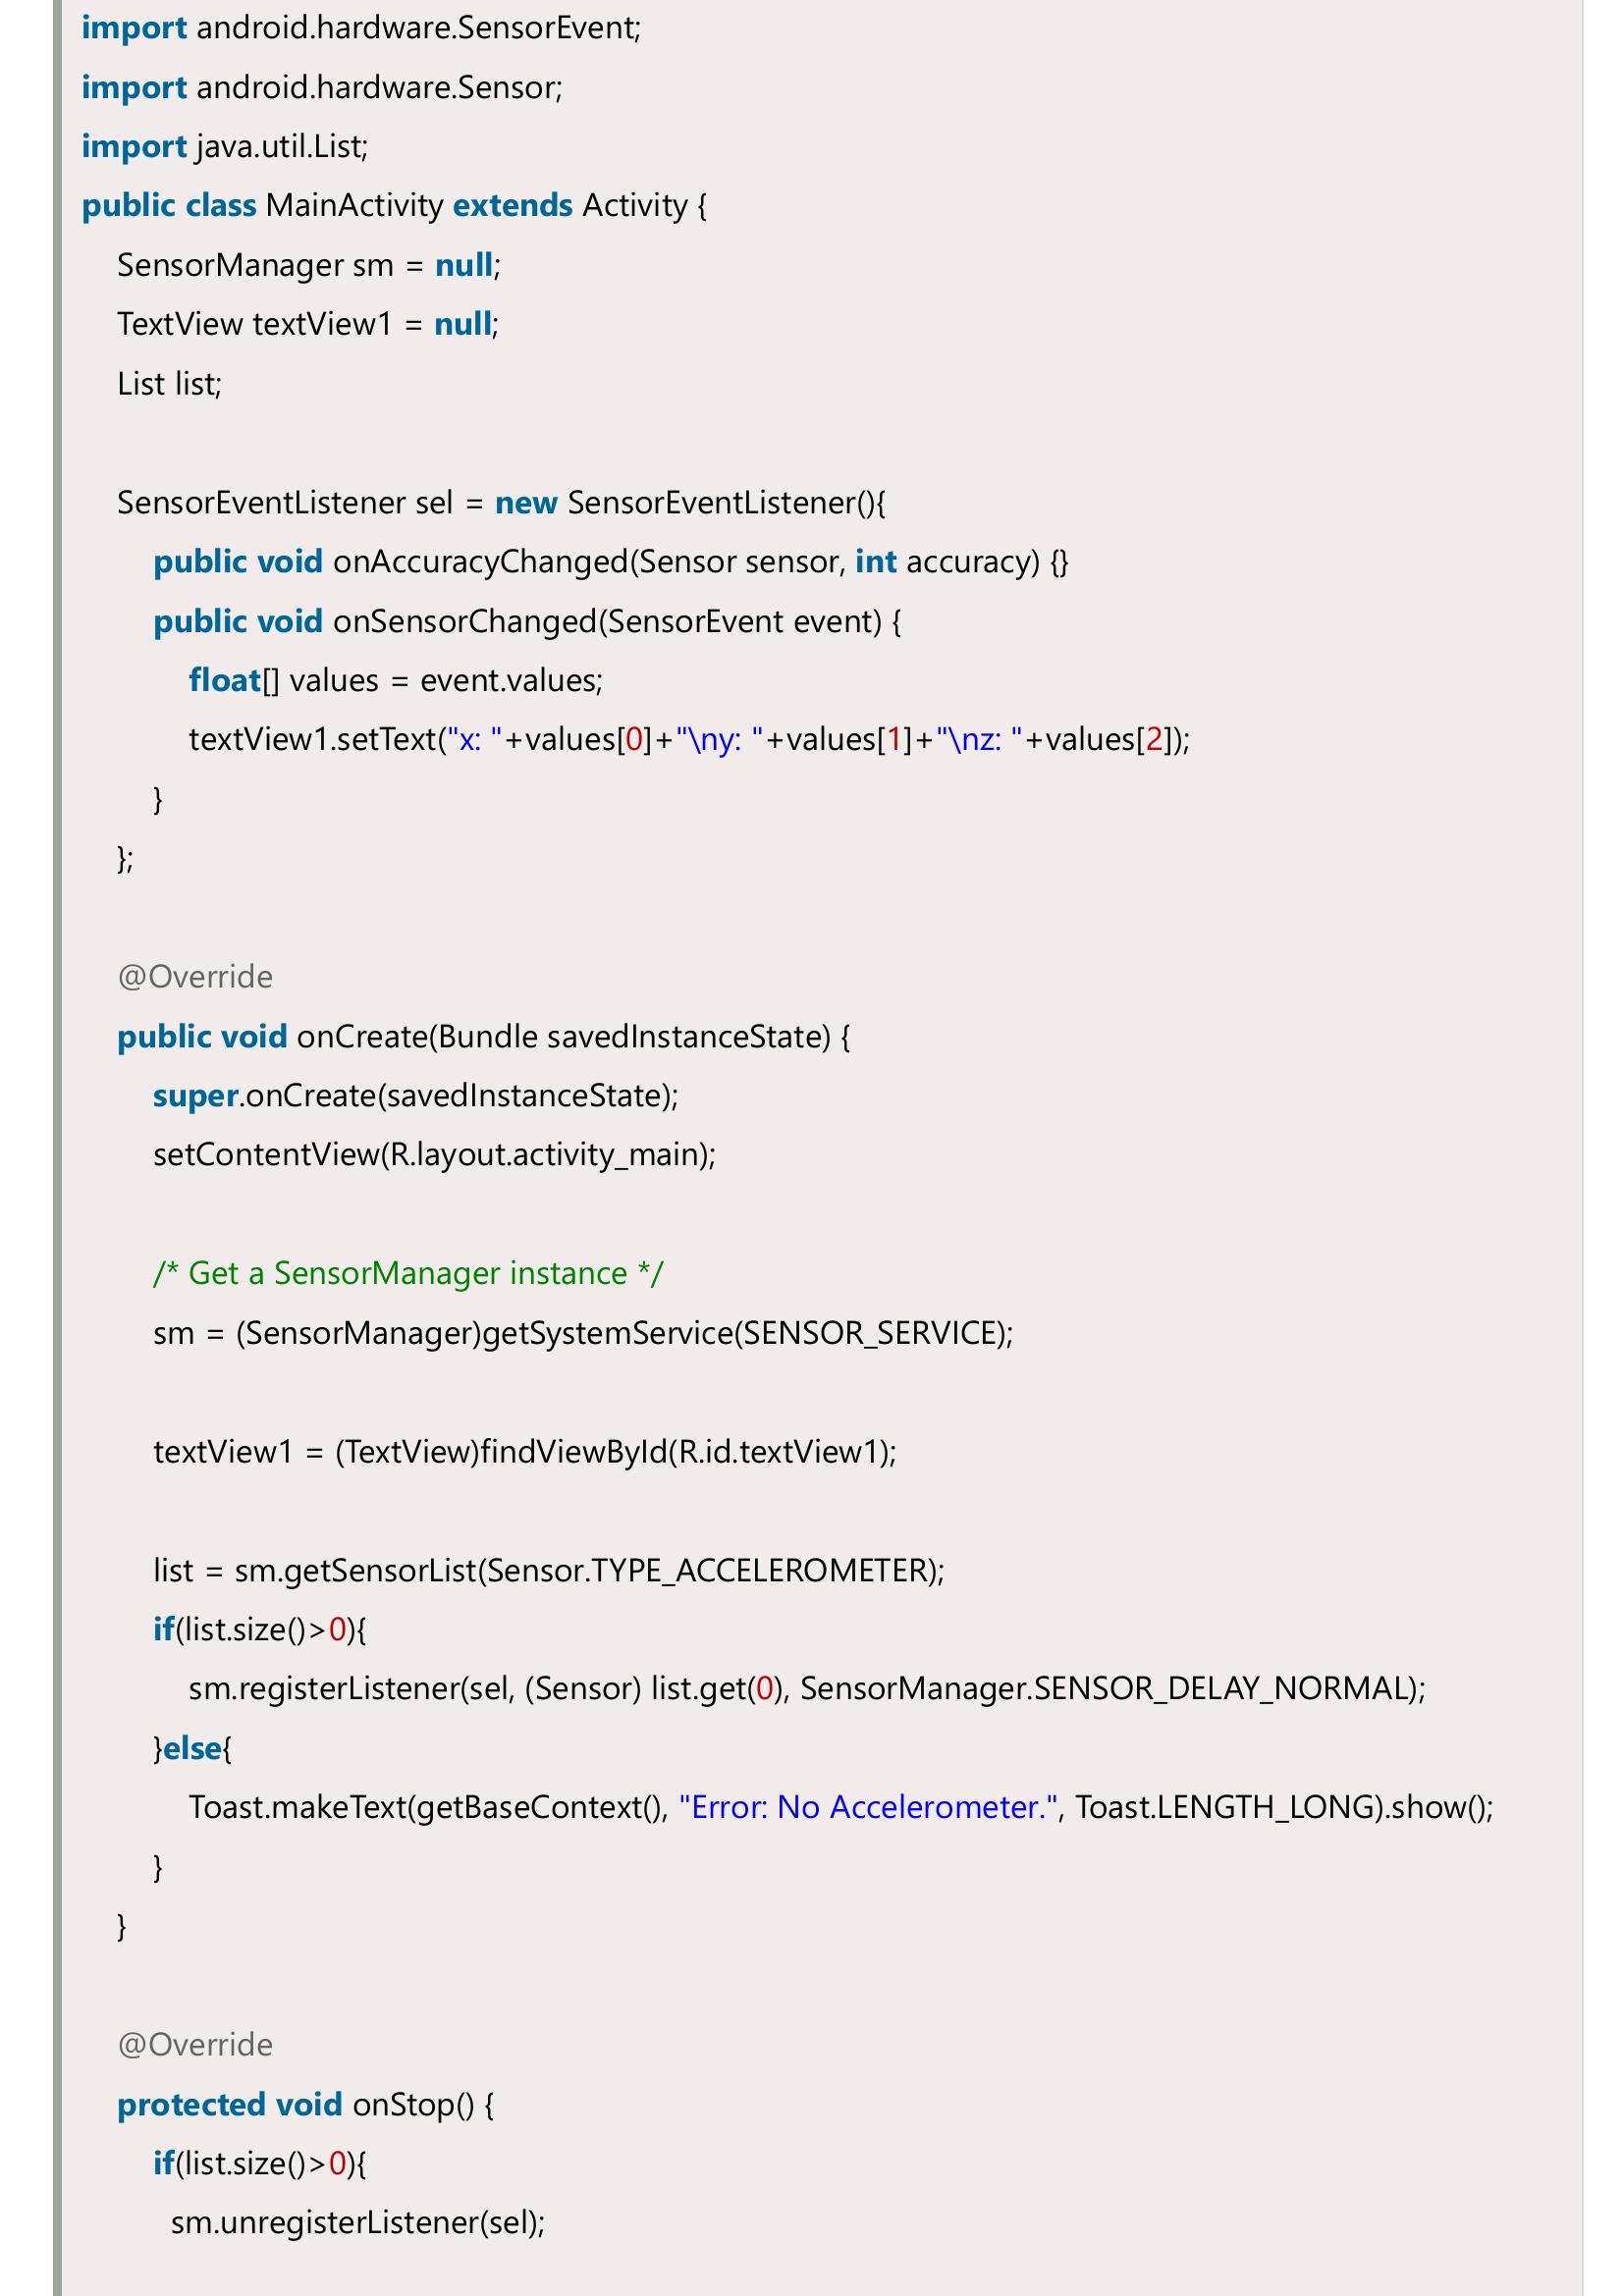 import android.hardware.SensorEvent;
import android.hardware.Sensor;
import java.util.List;
public class MainActivity extends Activity {
SensorManager sm = null;
TextView textView1 = null;
List list;
SensorEventListener sel = new SensorEventListener(){
public void onAccuracyChanged(Sensor sensor, int accuracy) {}
public void onSensorChanged(SensorEvent event) {
float[] values = event.values;
textView1.setText("x: "+values[0]+"\ny: "+values[1]+"\nz: "+values[2]);
}
};
@Override
public void onCreate(Bundle savedInstanceState) {
super.onCreate(savedInstanceState);
setContentView(R.layout.activity_main);
/* Get a SensorManager instance */
sm = (SensorManager)getSystemService(SENSOR_SERVICE);
textView1 = (TextView)findViewById(R.id.textView1);
list = sm.getSensorList(Sensor.TYPE_ACCELEROMETER);
if(list.size()>0){
sm.registerListener(sel, (Sensor) list.get(0), SensorManager.SENSOR_DELAY_NORMAL);
}else{
Toast.makeText(getBaseContext(), "Error: No Accelerometer.", Toast.LENGTH_LONG).show();
}
}
@Override
protected void onStop() {
if(list.size()>0){
sm.unregisterListener(sel);